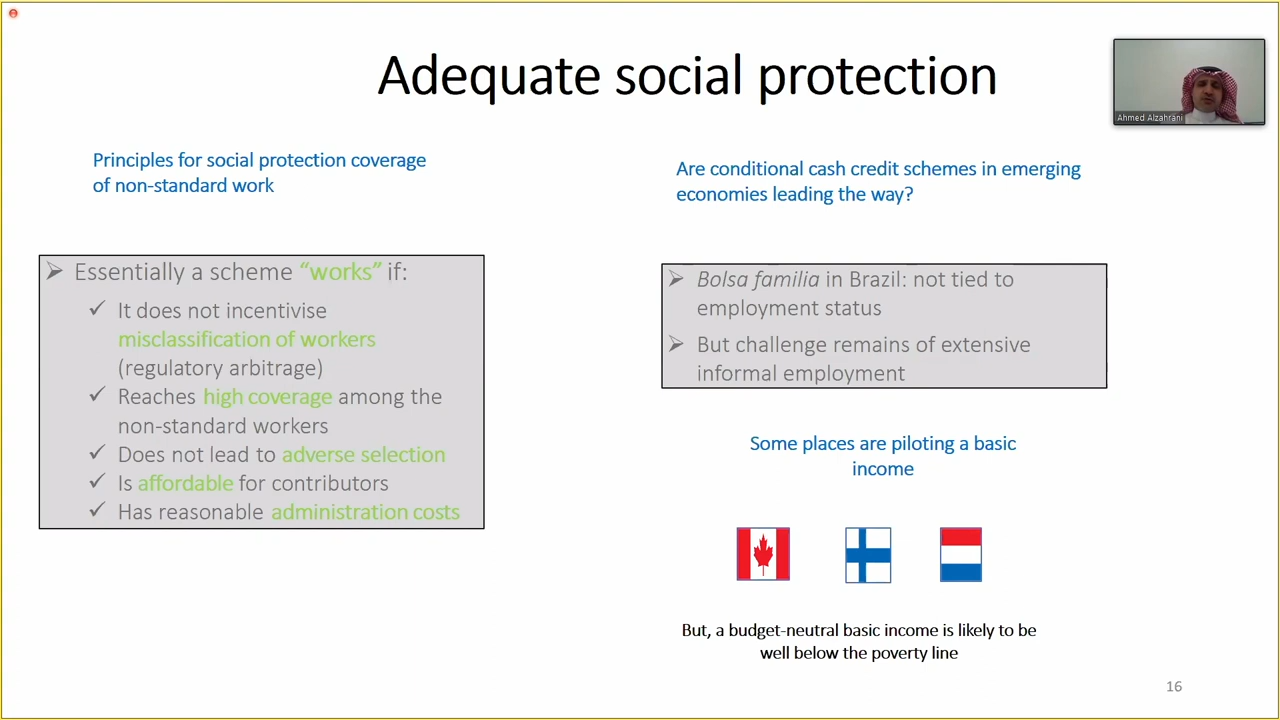 Adequate social protection
Ahmed Alzahrani
Principles for social protection coverage
of non-standard work
Essentially a scheme “works” if:
It does not incentivise
misclassification of workers
(regulatory arbitrage)
Reaches high coverage among the
non-standard workers
Does not lead to adverse selection
Is affordable for contributors
Has reasonable administration costs
Are conditional cash credit schemes in emerging
economies leading the way?
Bolsa familia in Brazil: not tied to
employment status
But challenge remains of extensive
informal employment
Some places are piloting a basic
income
But, a budget-neutral basic income is likely to be
well below the poverty line
16